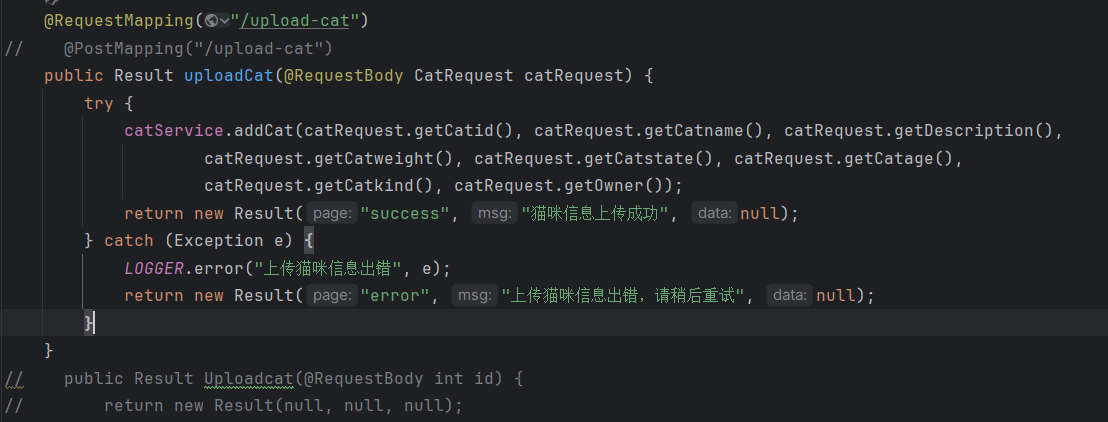 @RequestMapping("/upload-cat")
//    @PostMapping("/upload-cat")
public Result uploadCat(@RequestBody CatRequest catRequest) {
try {
catService.addCat(catRequest.getCatid(), catRequest.getCatname(), catRequest.getDescription(),
catRequest.getCatweight(), catRequest.getCatstate(), catRequest.getCatage(),
catRequest.getCatkind(), catRequest.getOwner());
return new Result( page: "success", msg: "猫咪信息上传成功", data: null);
} catch (Exception e) {
LOGGER.error("上传猫咪信息出错", e);
return new Result( page: "error", msg: "上传猫咪信息出错，请稍后重试", data: null);
}
}
//    public Result Uploadcat(@RequestBody int id) {
//        return new Result(null, null, null);